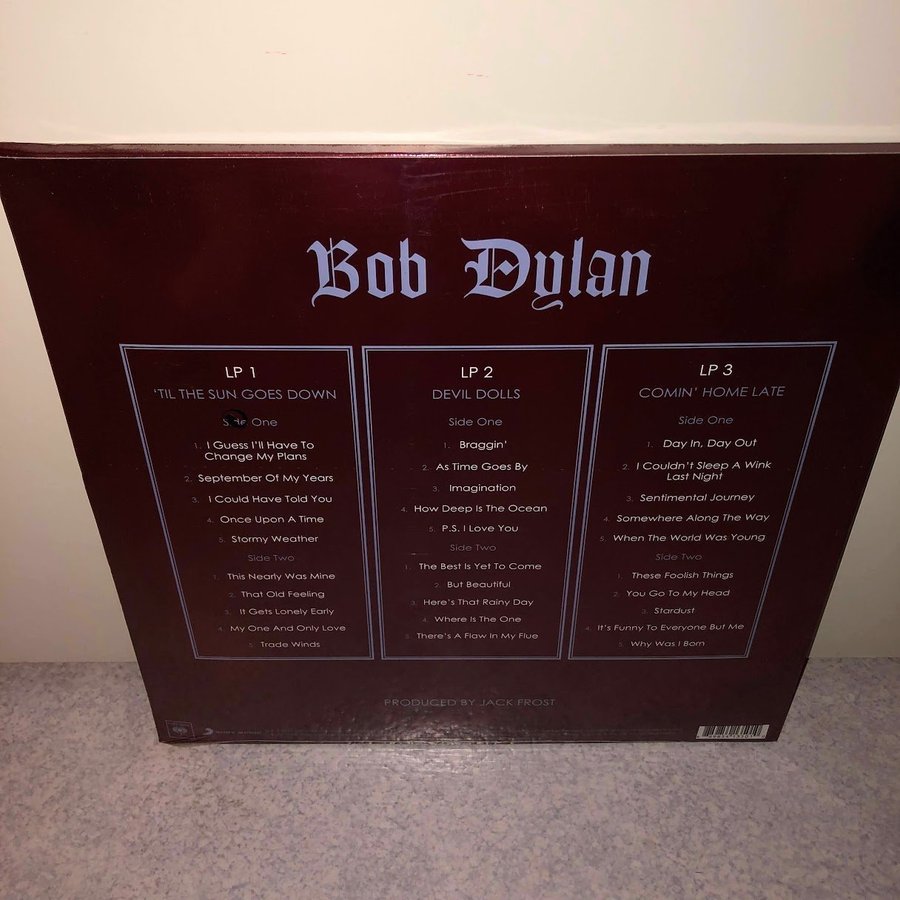 Bob Dylan
LP 1
'TIL THE SUN GOES DOWN
Side One
1. I Guess I'll Have To
Change My Plans
2. September Of My Years
3. I Could Have Told You
4. Once Upon A Time
5. Stormy Weather
Side Two
1. This Nearly Was Mine
2. That Old Feeling
3. It Gets Lonely Early
4. My One And Only Love
5. Trade Winds
LP 2
DEVIL DOLLS
Side One
1. Braggin'
2. As Time Goes By
3. Imagination
4. How Deep Is The Ocean
5. P.S. I Love You
Side Two
1. The Best Is Yet To Come
2. But Beautiful
3. Here's That Rainy Day
4. Where Is The One
5. There's A Flaw In My Flue
LP 3
COMIN' HOME LATE
Side One
1. Day In, Day Out
2. I Couldn't Sleep A Wink
Last Night
3. Sentimental Journey
4. Somewhere Along The Way
5. When The World Was Young
Side Two
1. These Foolish Things
2. You Go To My Head
3. Stardust
4. It's Funny To Everyone But Me
5. Why Was I Born
PRODUCED BY JACK FROST